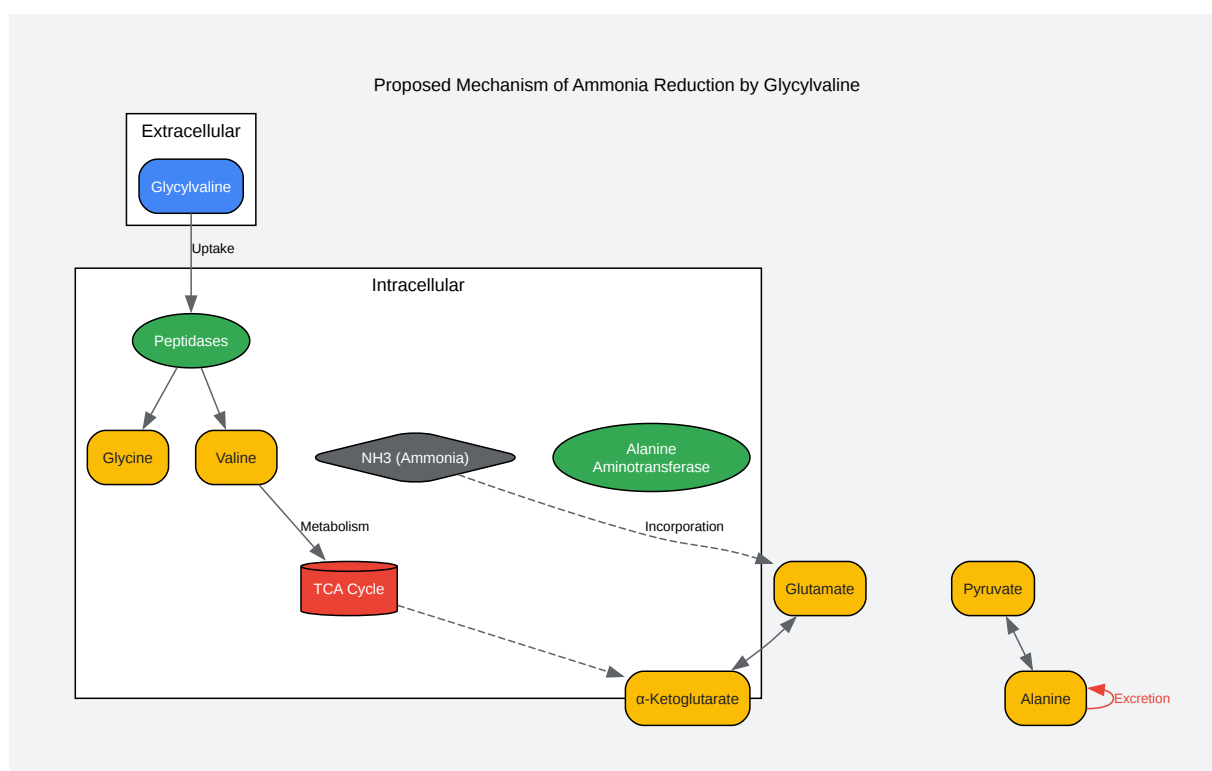 Proposed Mechanism of Ammonia Reduction by Glycylvaline
Extracellular
Glycylvaline
Uptake
Intracellular
Peptidases
Glycine
Valine
NH3 (Ammonia)
Alanine
Aminotransferase
Metabolism
Incorporation
TCA Cycle
Glutamate
Pyruvate
α-Ketoglutarate
Alanine
Excretion